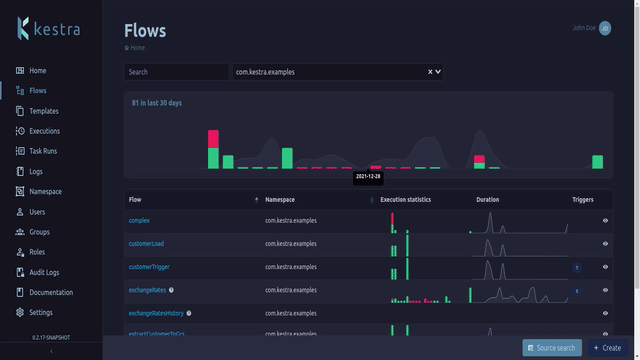 kestra
Home
Flows
Templates
Executions
Task Runs
Logs
Namespace
Users
Groups
Roles
Audit Logs
Documentation
Settings
0.2.17-SNAPSHOT
Flows
Home
John Doe JD
Search
com.kestra.examples
81 in last 30 days
2021-12-28
Flow Namespace Execution statistics Duration Triggers
complex com.kestra.examples
customerLoad com.kestra.examples
customerTrigger com.kestra.examples
exchangeRates com.kestra.examples
exchangeRatesHistory com.kestra.examples
extractCustomerToGcs com.kestra.examples
Source search
+ Create